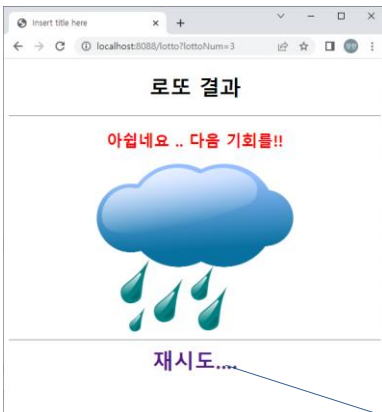 Insert title here
localhost:8088/lotto?lottoNum=3
로또 결과
아쉽네요 .. 다음 기회를!!
재시도....